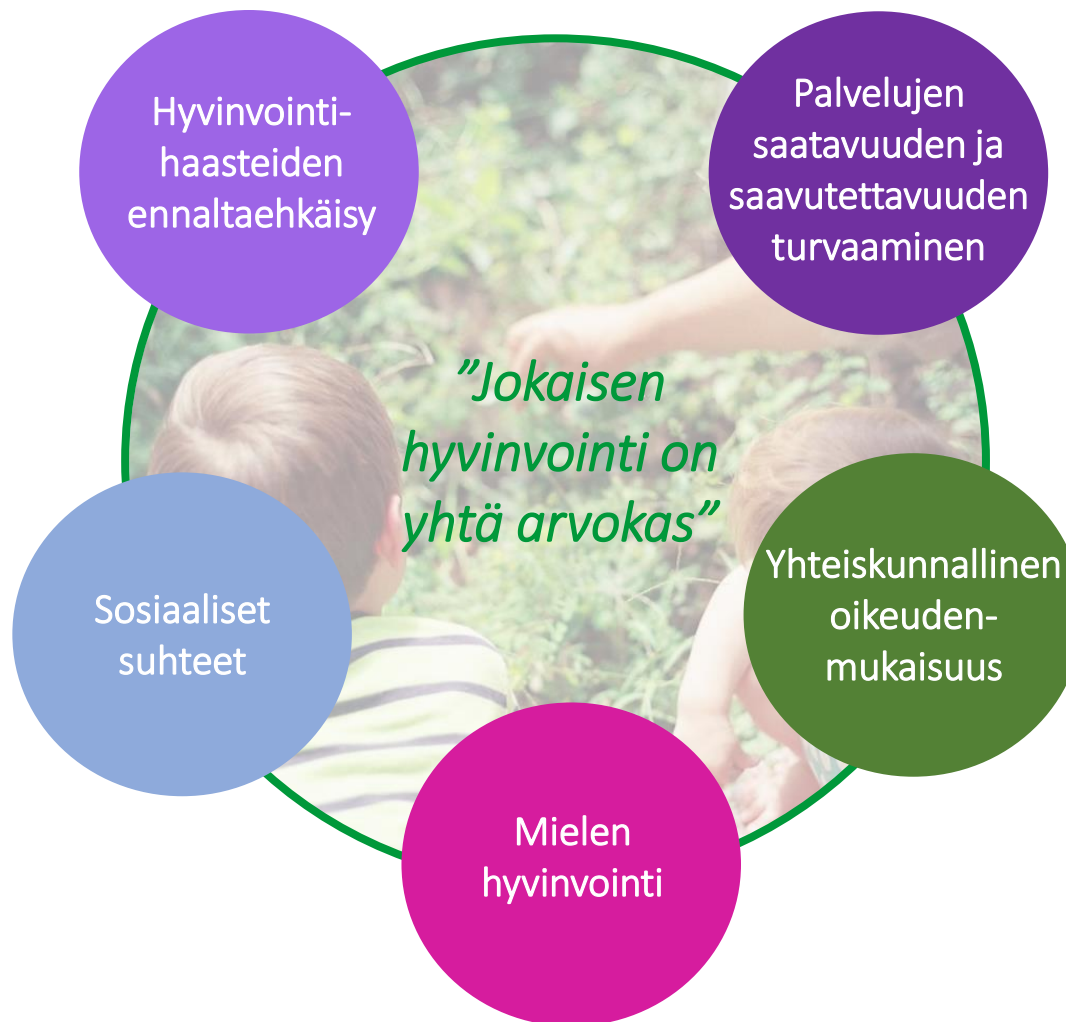 Hyvinvointi-
haasteiden
ennaltaehkäisy
Palvelujen
saatavuuden ja
saavutettavuuden
turvaaminen
”Jokaisen
hyvinvointi on
yhtä arvokas”
Sosiaaliset
suhteet
Yhteiskunnallinen
oikeuden-
mukaisuus
Mielen
hyvinvointi